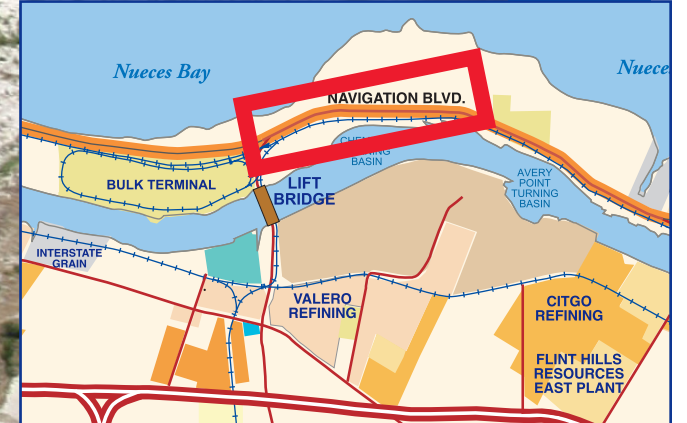 Nueces Bay
Nuece
NAVIGATION BLVD.
BASIN
BULK TERMINAL
LIFT
BRIDGE
AVERY
POINT
TURNING
BASIN
INTERSTATE
GRAIN
VALERO
REFINING
CITGO
REFINING
FLINT HILLS
RESOURCES
EAST PLANT